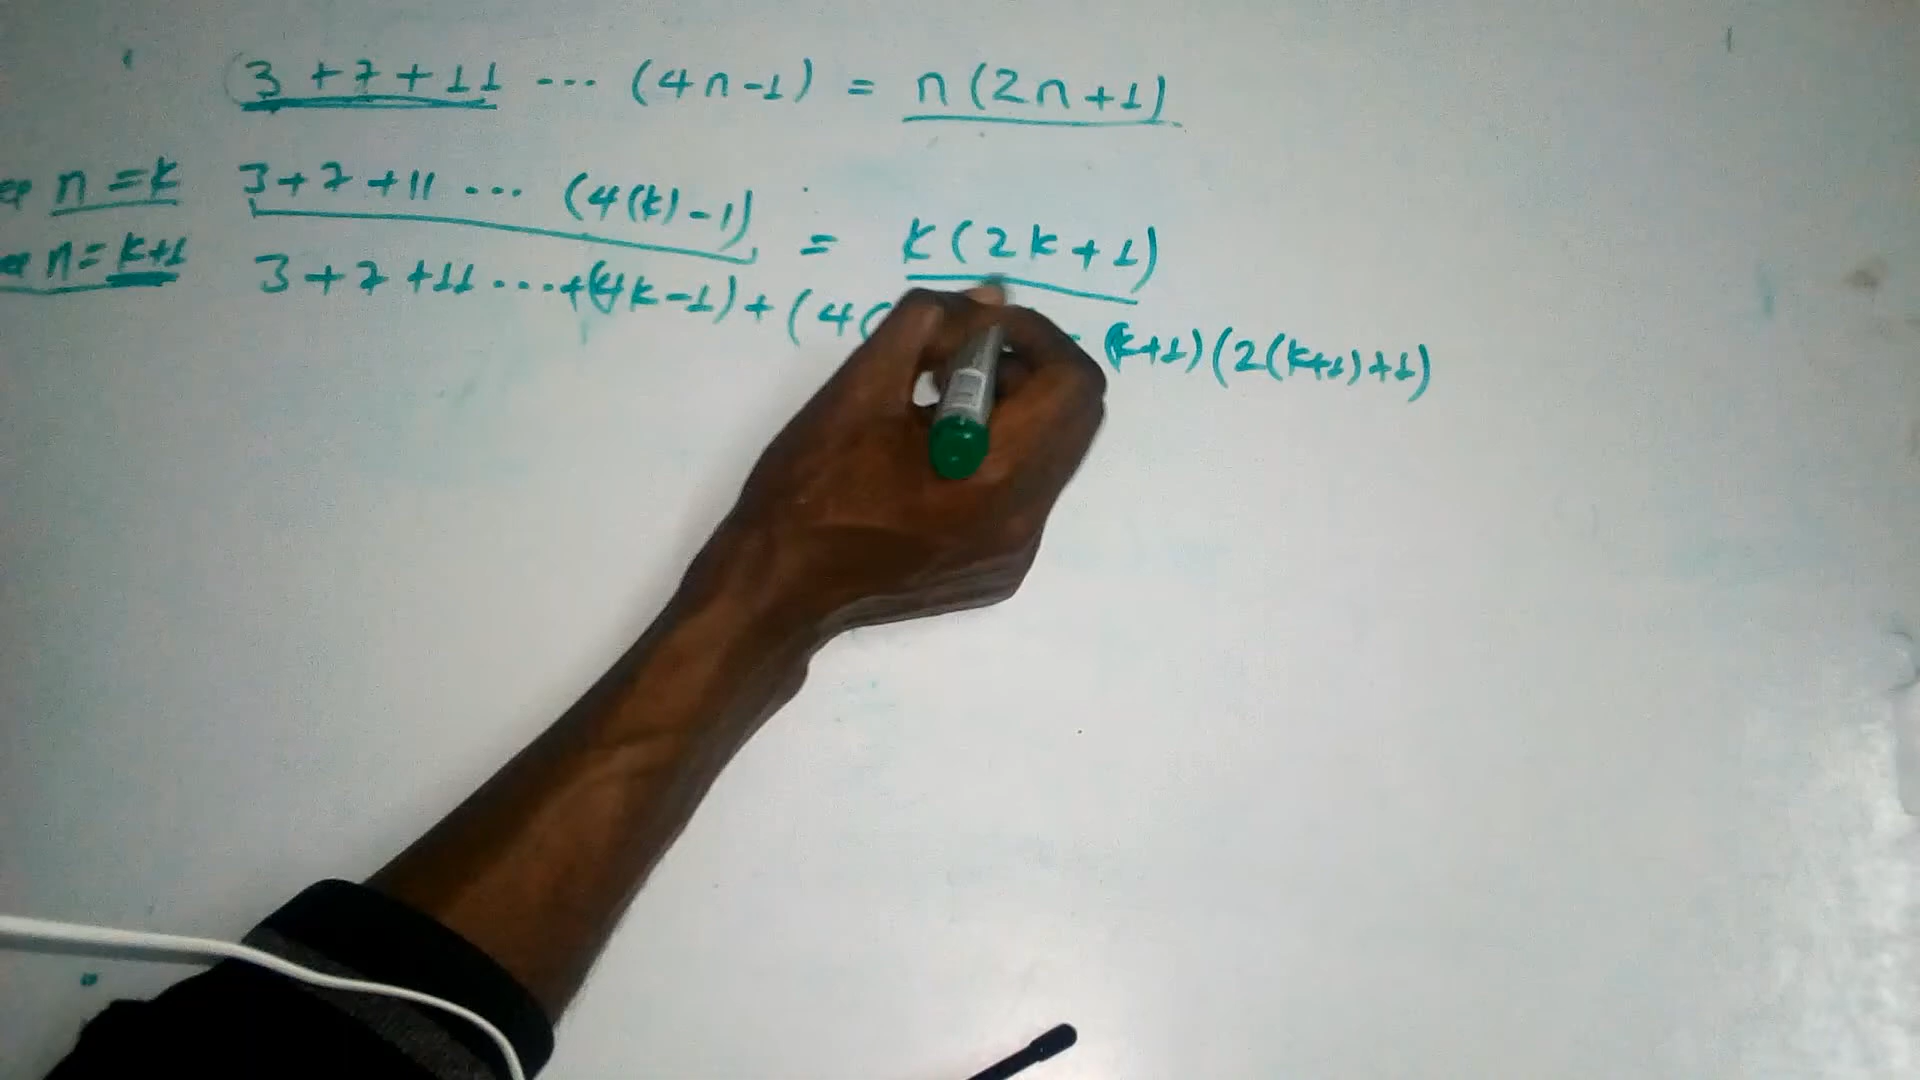 3 + 7 + 11 --- (4n-1) = n(2n+1)
n = k 3 + 7 + 11 ... (4(k)-1) = k(2k+1)
n = k+1 3 + 7 + 11 ...+(4k-1) + (4( (k+1)(2(k+1)+1)